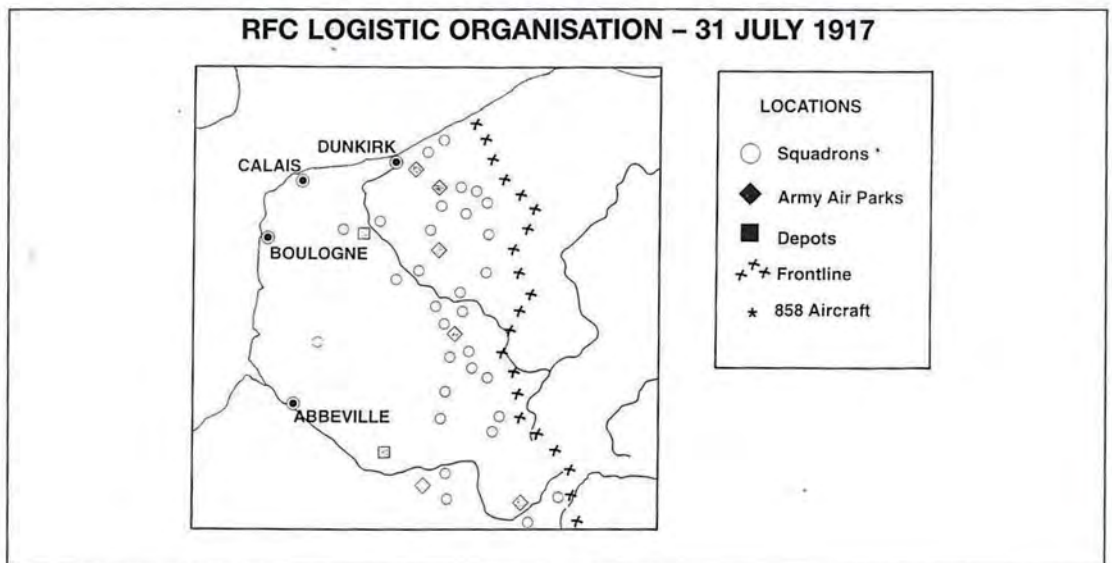 RFC LOGISTIC ORGANISATION – 31 JULY 1917
DUNKIRK
CALAIS
BOULOGNE
ABBEVILLE
LOCATIONS
Squadrons *
Army Air Parks
Depots
Frontline
* 858 Aircraft